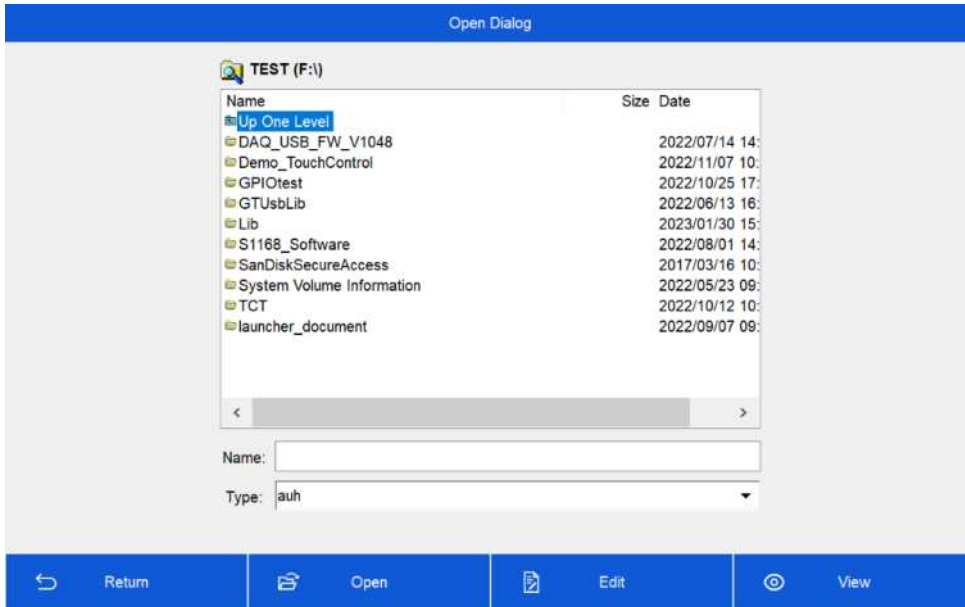 Open Dialog
TEST (F:\)
Name Size Date
Up One Level
DAQ_USB_FW_V1048 2022/07/14 14:
Demo_TouchControl 2022/11/07 10:
GPIOtest 2022/10/25 17:
GTUsbLib 2022/06/13 16:
Lib 2023/01/30 15:
S1168_Software 2022/08/01 14:
SanDiskSecureAccess 2017/03/16 10:
System Volume Information 2022/05/23 09:
TCT 2022/10/12 10:
launcher_document 2022/09/07 09:
Name:
Type: auh
Return Open Edit View